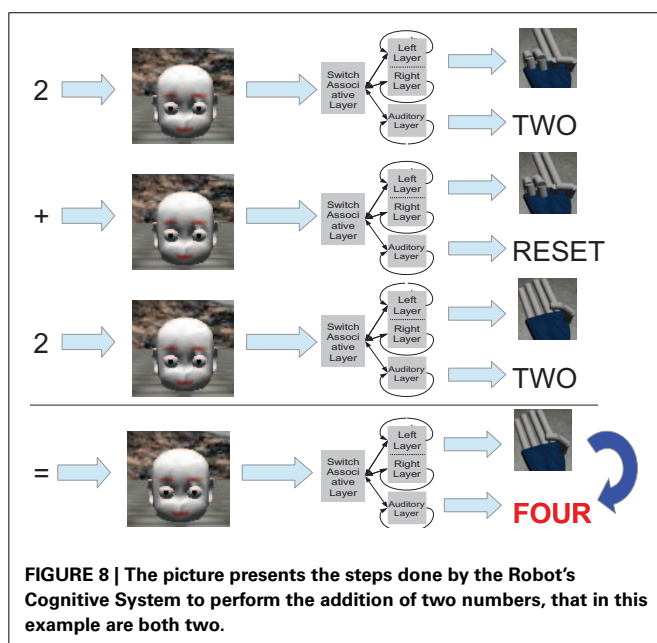 2
Switch
Associ
ative
Layer
Left
Layer
Right
Layer
Auditory
Layer
TWO
+
Switch
Associ
ative
Layer
Left
Layer
Right
Layer
Auditory
Layer
RESET
2
Switch
Associ
ative
Layer
Left
Layer
Right
Layer
Auditory
Layer
TWO
=
Switch
Associ
ative
Layer
Left
Layer
Right
Layer
Auditory
Layer
FOUR
FIGURE 8 | The picture presents the steps done by the Robot's
Cognitive System to perform the addition of two numbers, that in this
example are both two.